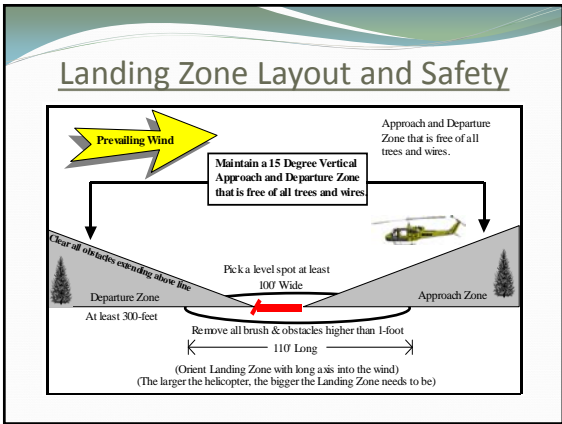 Landing Zone Layout and Safety
Prevailing Wind
Approach and Departure
Zone that is free of all
trees and wires.
Maintain a 15 Degree Vertical
Approach and Departure Zone
that is free of all trees and wires.
Clear all obstacles extending above line
Pick a level spot at least
100' Wide
Departure Zone
Approach Zone
At least 300-feet
Remove all brush & obstacles higher than 1-foot
110' Long
(Orient Landing Zone with long axis into the wind)
(The larger the helicopter, the bigger the Landing Zone needs to be)